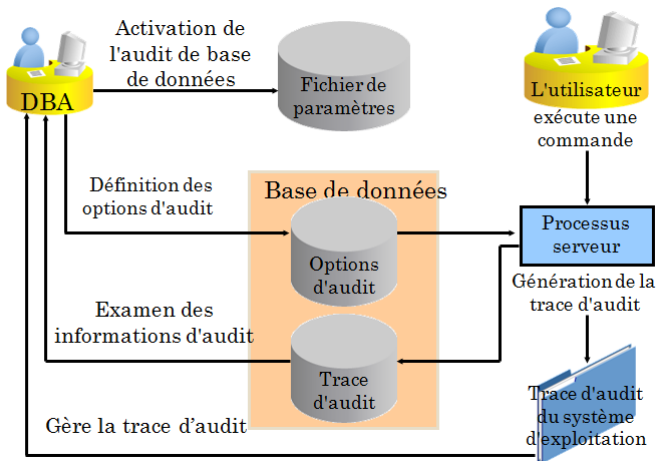 Activation de
l'audit de base
de données
DBA
Fichier de
paramètres
L'utilisateur
exécute une
commande
Définition des
options d'audit
Base de données
Options
d'audit
Processus
serveur
Génération de la
trace d'audit
Examen des
informations d'audit
Trace
d'audit
Trace d'audit
du système
d'exploitation
Gère la trace d’audit